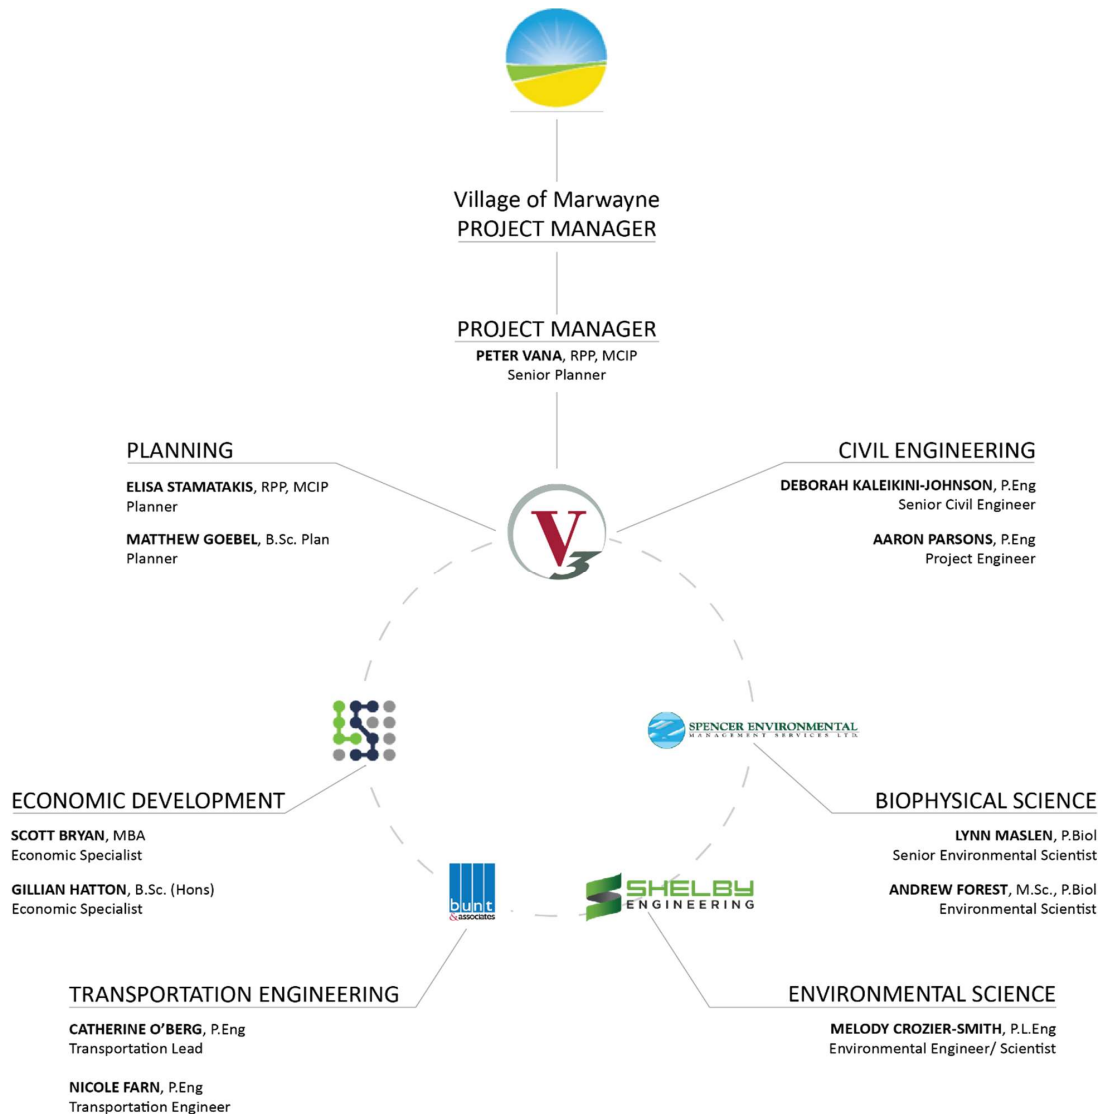 Village of Marwayne
PROJECT MANAGER
PROJECT MANAGER
PETER VANA, RPP, MCIP
Senior Planner
PLANNING
ELISA STAMATAKIS, RPP, MCIP
Planner
MATTHEW GOEBEL, B.Sc. Plan
Planner
CIVIL ENGINEERING
DEBORAH KALEIKINI-JOHNSON, P.Eng
Senior Civil Engineer
AARON PARSONS, P.Eng
Project Engineer
V3
SPENCER ENVIRONMENTAL
MANAGEMENT SERVICES LTD.
ECONOMIC DEVELOPMENT
SCOTT BRYAN, MBA
Economic Specialist
GILLIAN HATTON, B.Sc. (Hons)
Economic Specialist
BIOPHYSICAL SCIENCE
LYNN MASLEN, P.Biol
Senior Environmental Scientist
ANDREW FOREST, M.Sc., P.Biol
Environmental Scientist
bunt
&associates
SHELBY
ENGINEERING
TRANSPORTATION ENGINEERING
CATHERINE O’BERG, P.Eng
Transportation Lead
NICOLE FARN, P.Eng
Transportation Engineer
ENVIRONMENTAL SCIENCE
MELODY CROZIER-SMITH, P.L.Eng
Environmental Engineer/ Scientist